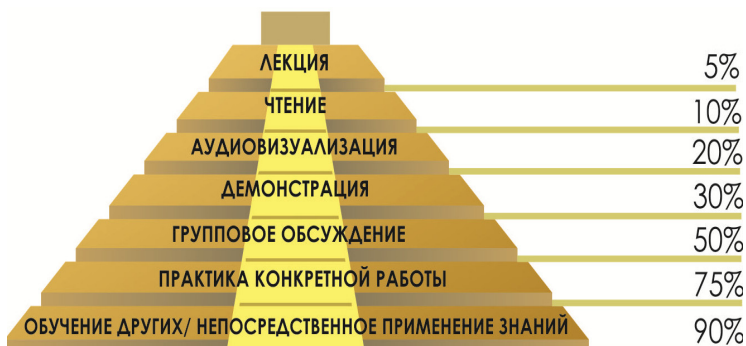 ЛЕКЦИЯ 5%
ЧТЕНИЕ 10%
АУДИОВИЗУАЛИЗАЦИЯ 20%
ДЕМОНСТРАЦИЯ 30%
ГРУППОВОЕ ОБСУЖДЕНИЕ 50%
ПРАКТИКА КОНКРЕТНОЙ РАБОТЫ 75%
ОБУЧЕНИЕ ДРУГИХ/ НЕПОСРЕДСТВЕННОЕ ПРИМЕНЕНИЕ ЗНАНИЙ 90%